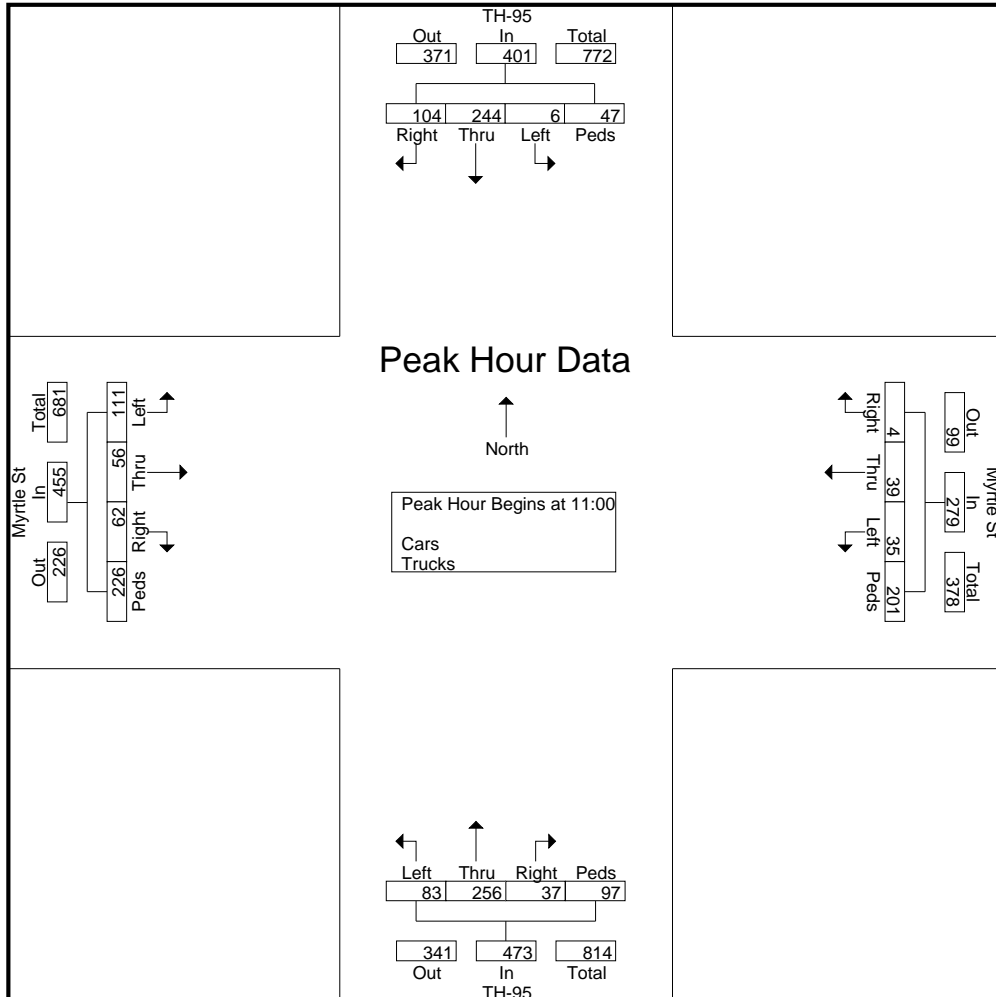 TH-95
Out In Total
371 401 772
104 244 6 47
Right Thru Left Peds
Peak Hour Data
North
Peak Hour Begins at 11:00
Cars
Trucks
Myrtle St
Out In Total
226 455 681
Left Thru Right Peds
111 56 62 226
Myrtle St
Out In Total
99 279 378
Right Thru Left Peds
4 39 35 201
Left Thru Right Peds
83 256 37 97
341 473 814
Out In Total
TH-95